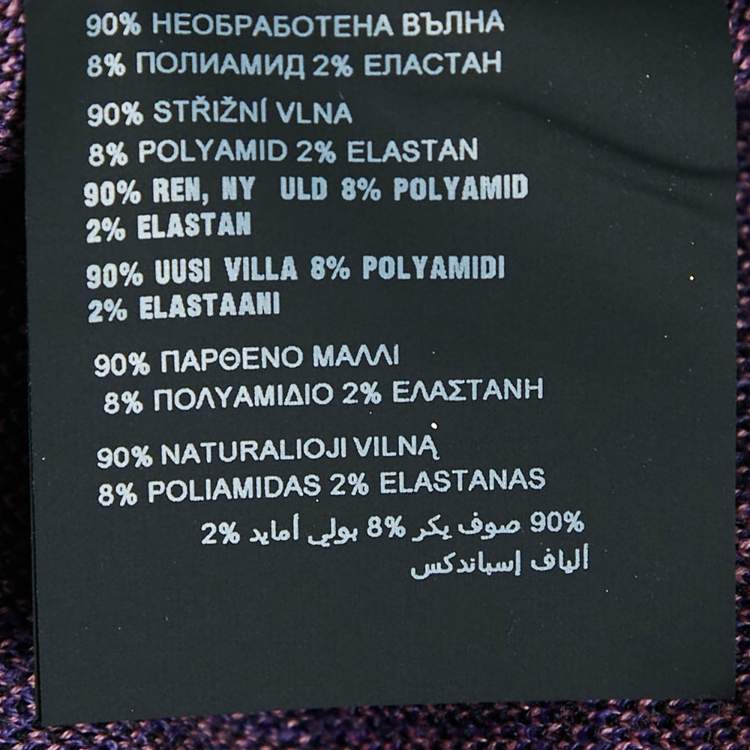 90% НЕОБРАБОТЕНА ВЪЛНА
8% ПОЛИАМИД 2% ЕЛАСТАН
90% STŘIŽNÍ VLNA
8% POLYAMID 2% ELASTAN
90% REN, NY ULD 8% POLYAMID
2% ELASTAN
90% UUSI VILLA 8% POLYAMIDI
2% ELASTAANI
90% ΠΑΡΘΕΝΟ ΜΑΛΛΙ
8% ΠΟΛΥΑΜΙΔΙΟ 2% ΕΛΑΣΤΑΝΗ
90% NATURALIOJI VILNĄ
8% POLIAMIDAS 2% ELASTANAS
90% صوف يكر 8% بولي أمايد 2%
ألياف إسباندكس